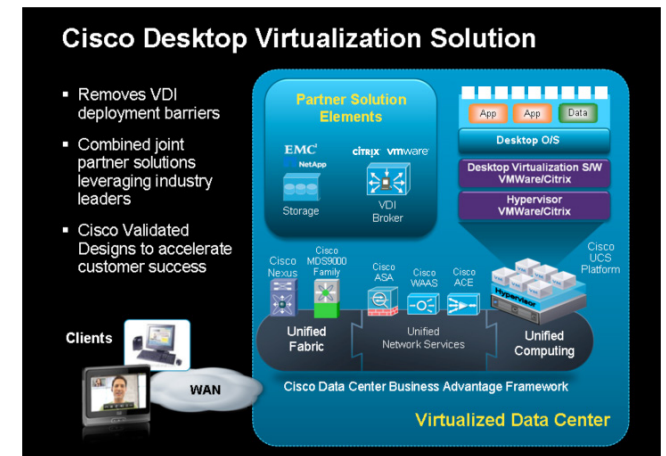 Cisco Desktop Virtualization Solution
▪ Removes VDI
deployment barriers
▪ Combined joint
partner solutions
leveraging industry
leaders
▪ Cisco Validated
Designs to accelerate
customer success
Partner Solution
Elements
EMC²
NetApp
Storage
CITRIX vmware
VDI
Broker
App App Data
Desktop O/S
Desktop Virtualization S/W
VMWare/Citrix
Hypervisor
VMWare/Citrix
Cisco
UCS
Platform
Cisco
Nexus
Cisco
MDS9000
Family
Cisco
ASA
Cisco
WAAS
Cisco
ACE
Hypervisor
Unified
Fabric
Unified
Network Services
Unified
Computing
Clients
WAN
Cisco Data Center Business Advantage Framework
Virtualized Data Center